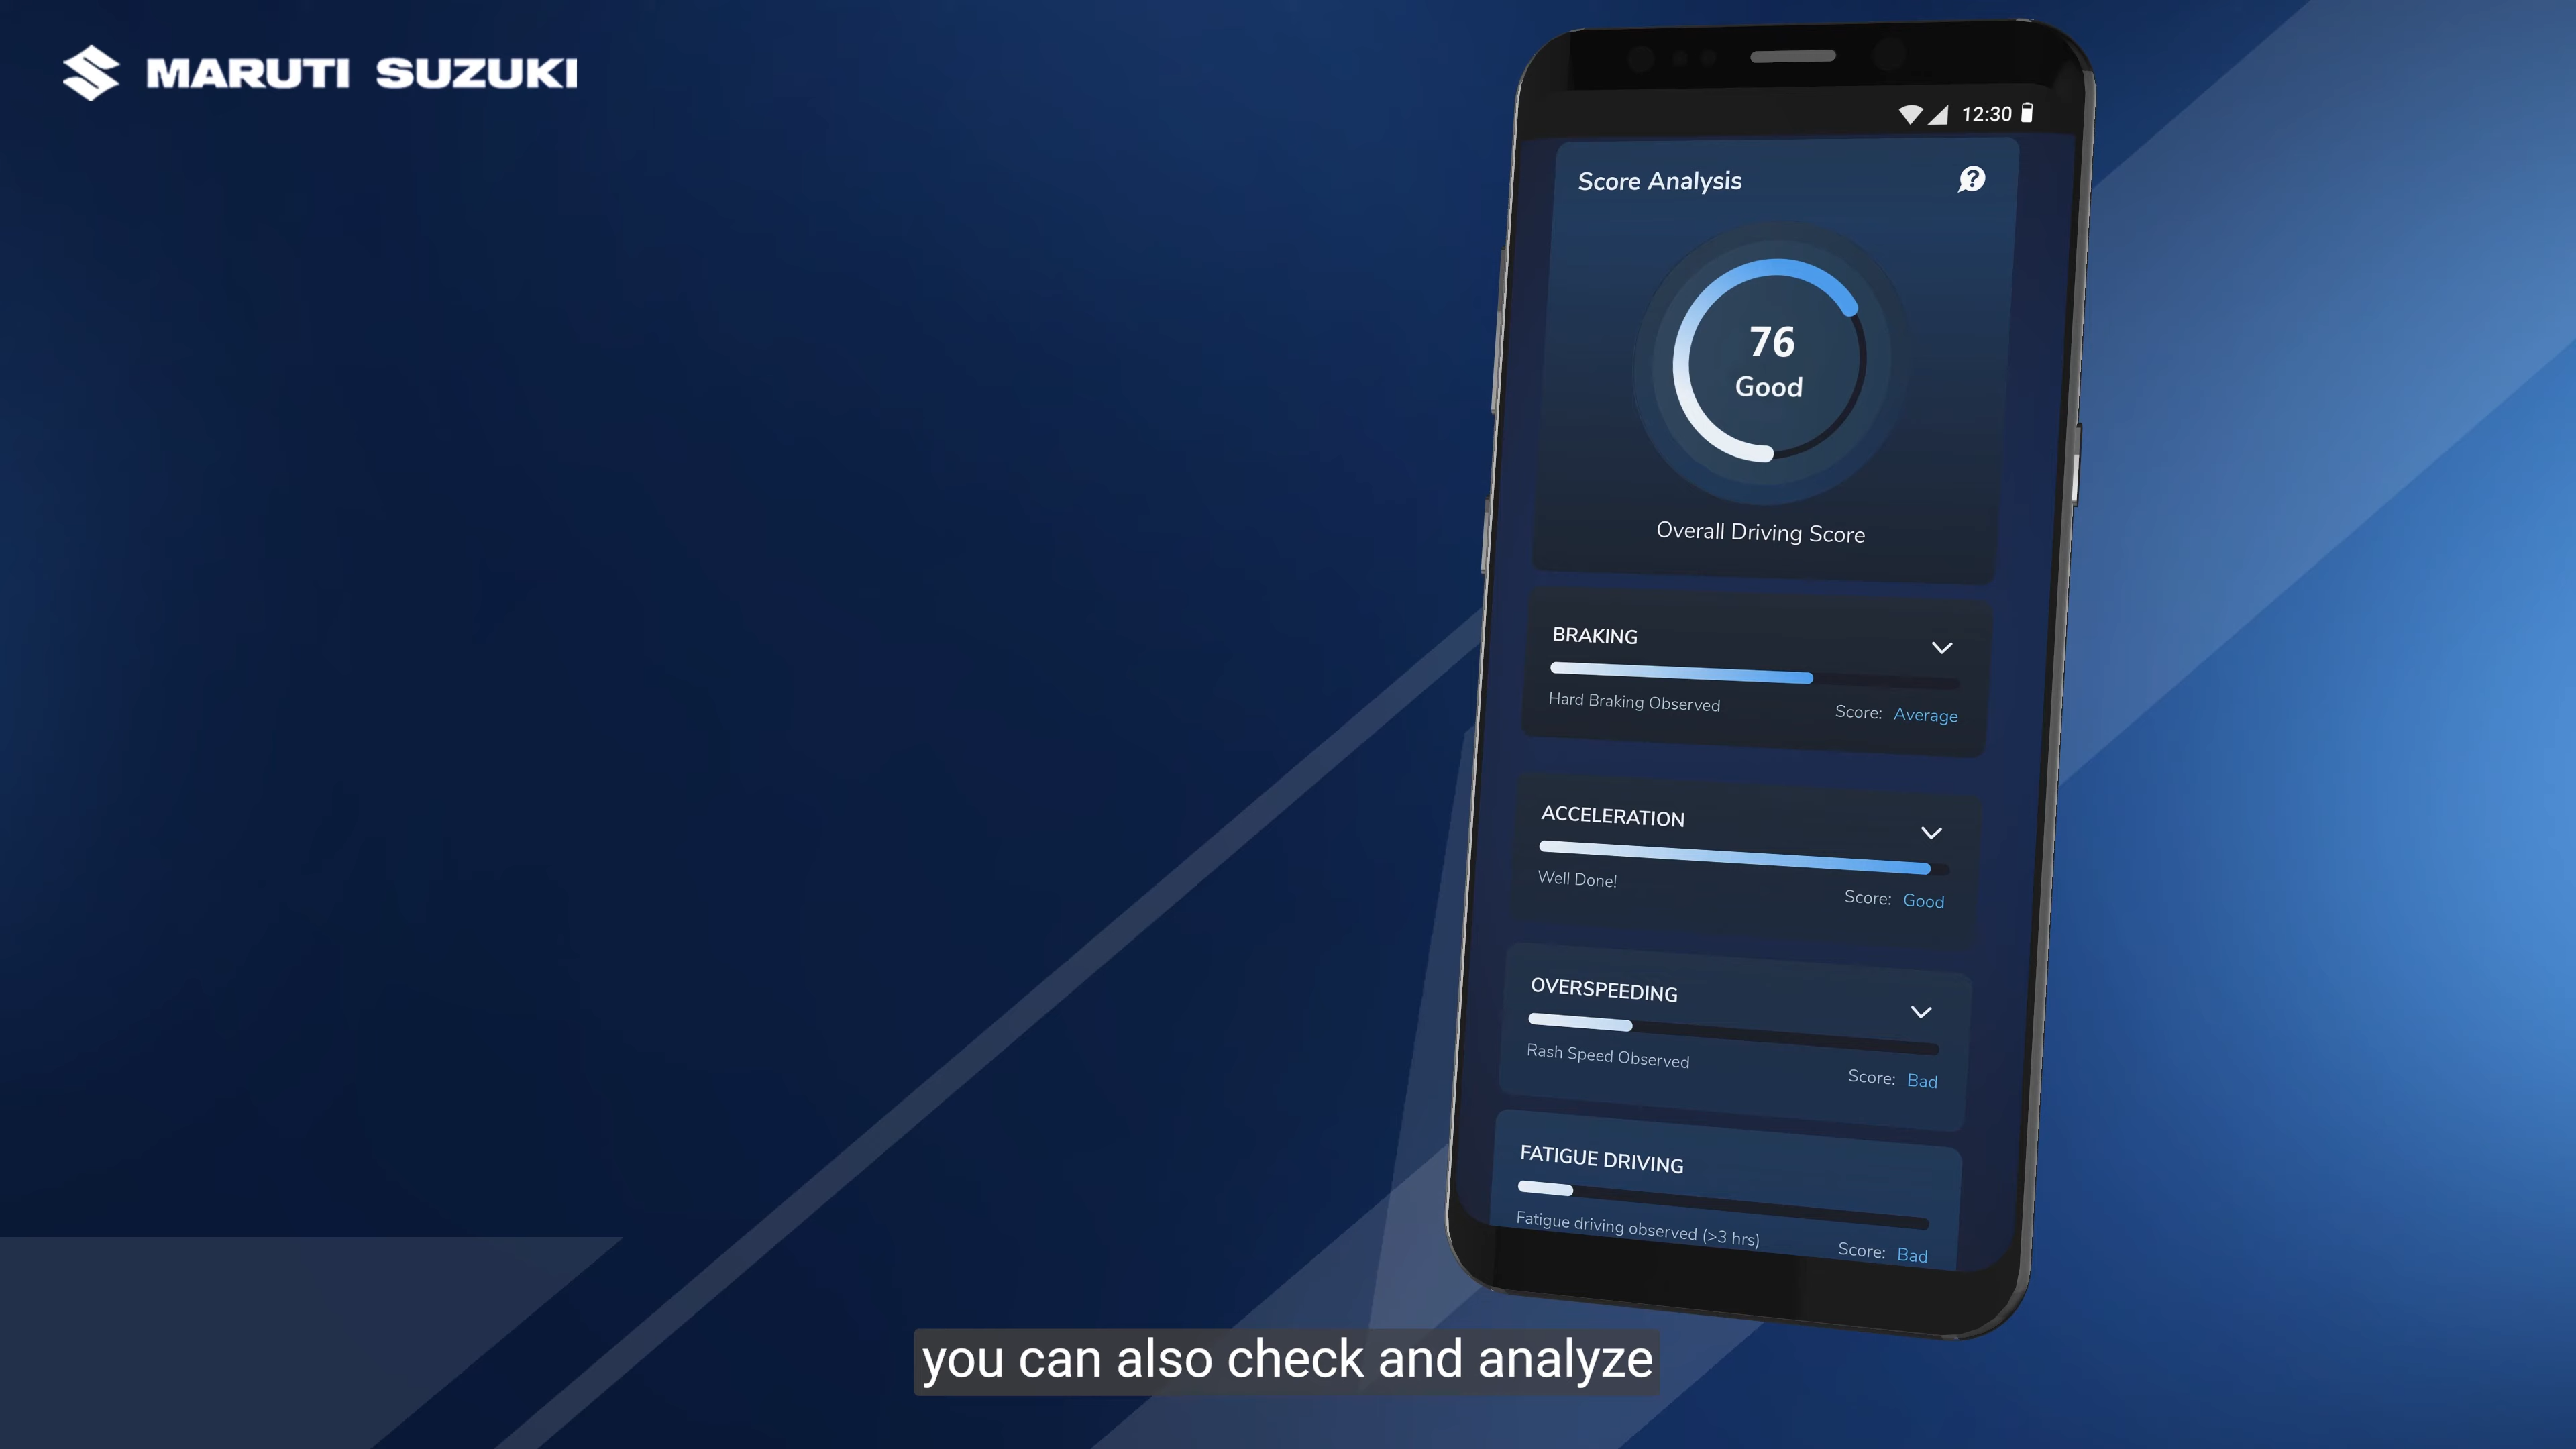 MARUTI SUZUKI
12:30
Score Analysis
?
76
Good
Overall Driving Score
BRAKING
Hard Braking Observed
Score: Average
ACCELERATION
Well Done!
Score: Good
OVERSPEEDING
Rash Speed Observed
Score: Bad
FATIGUE DRIVING
Fatigue driving observed (>3 hrs)
Score: Bad
you can also check and analyze